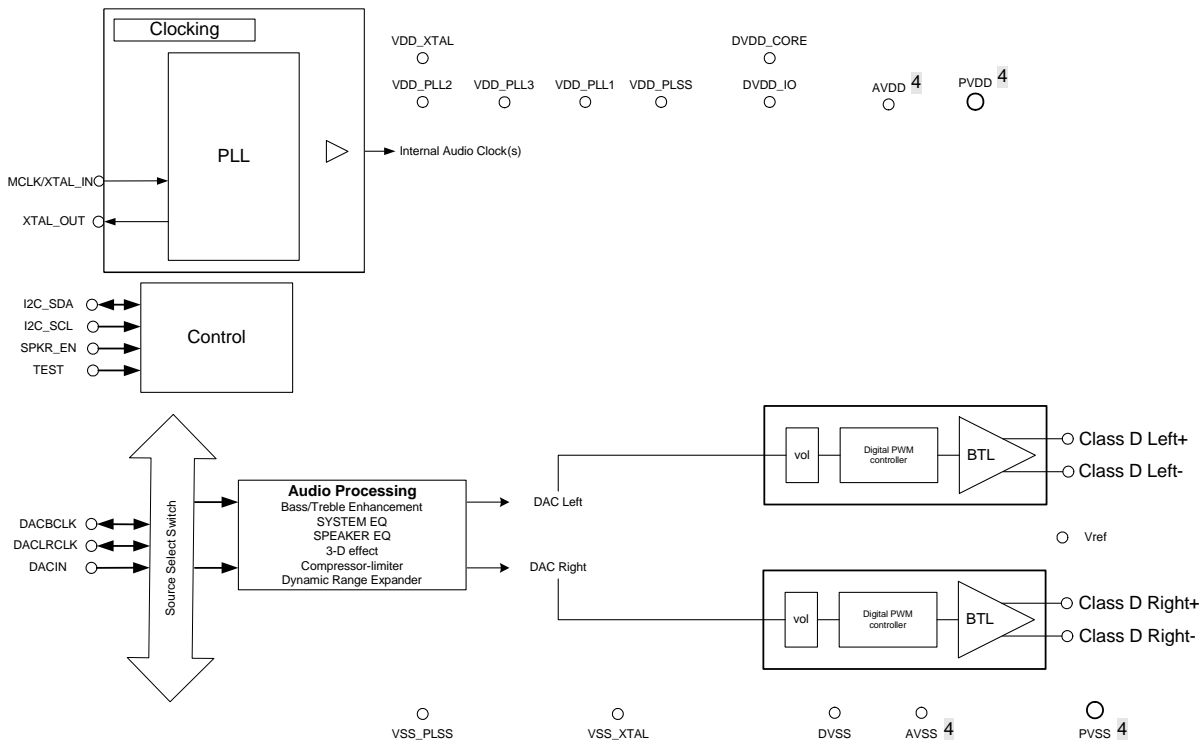 Clocking
VDD_XTAL
DVDD_CORE
VDD_PLL2
VDD_PLL3
VDD_PLL1
VDD_PLSS
DVDD_IO
AVDD 4
PVDD 4
PLL
Internal Audio Clock(s)
MCLK/XTAL_IN
XTAL_OUT
I2C_SDA
I2C_SCL
SPKR_EN
TEST
Control
vol
Digital PWM
controller
BTL
Class D Left+
Class D Left-
Audio Processing
Bass/Treble Enhancement
SYSTEM EQ
SPEAKER EQ
3-D effect
Compressor-limiter
Dynamic Range Expander
DAC Left
DAC Right
DACBCLK
DACLRCLK
DACIN
Source Select Switch
Vref
vol
Digital PWM
controller
BTL
Class D Right+
Class D Right-
VSS_PLSS
VSS_XTAL
DVSS
AVSS 4
PVSS 4